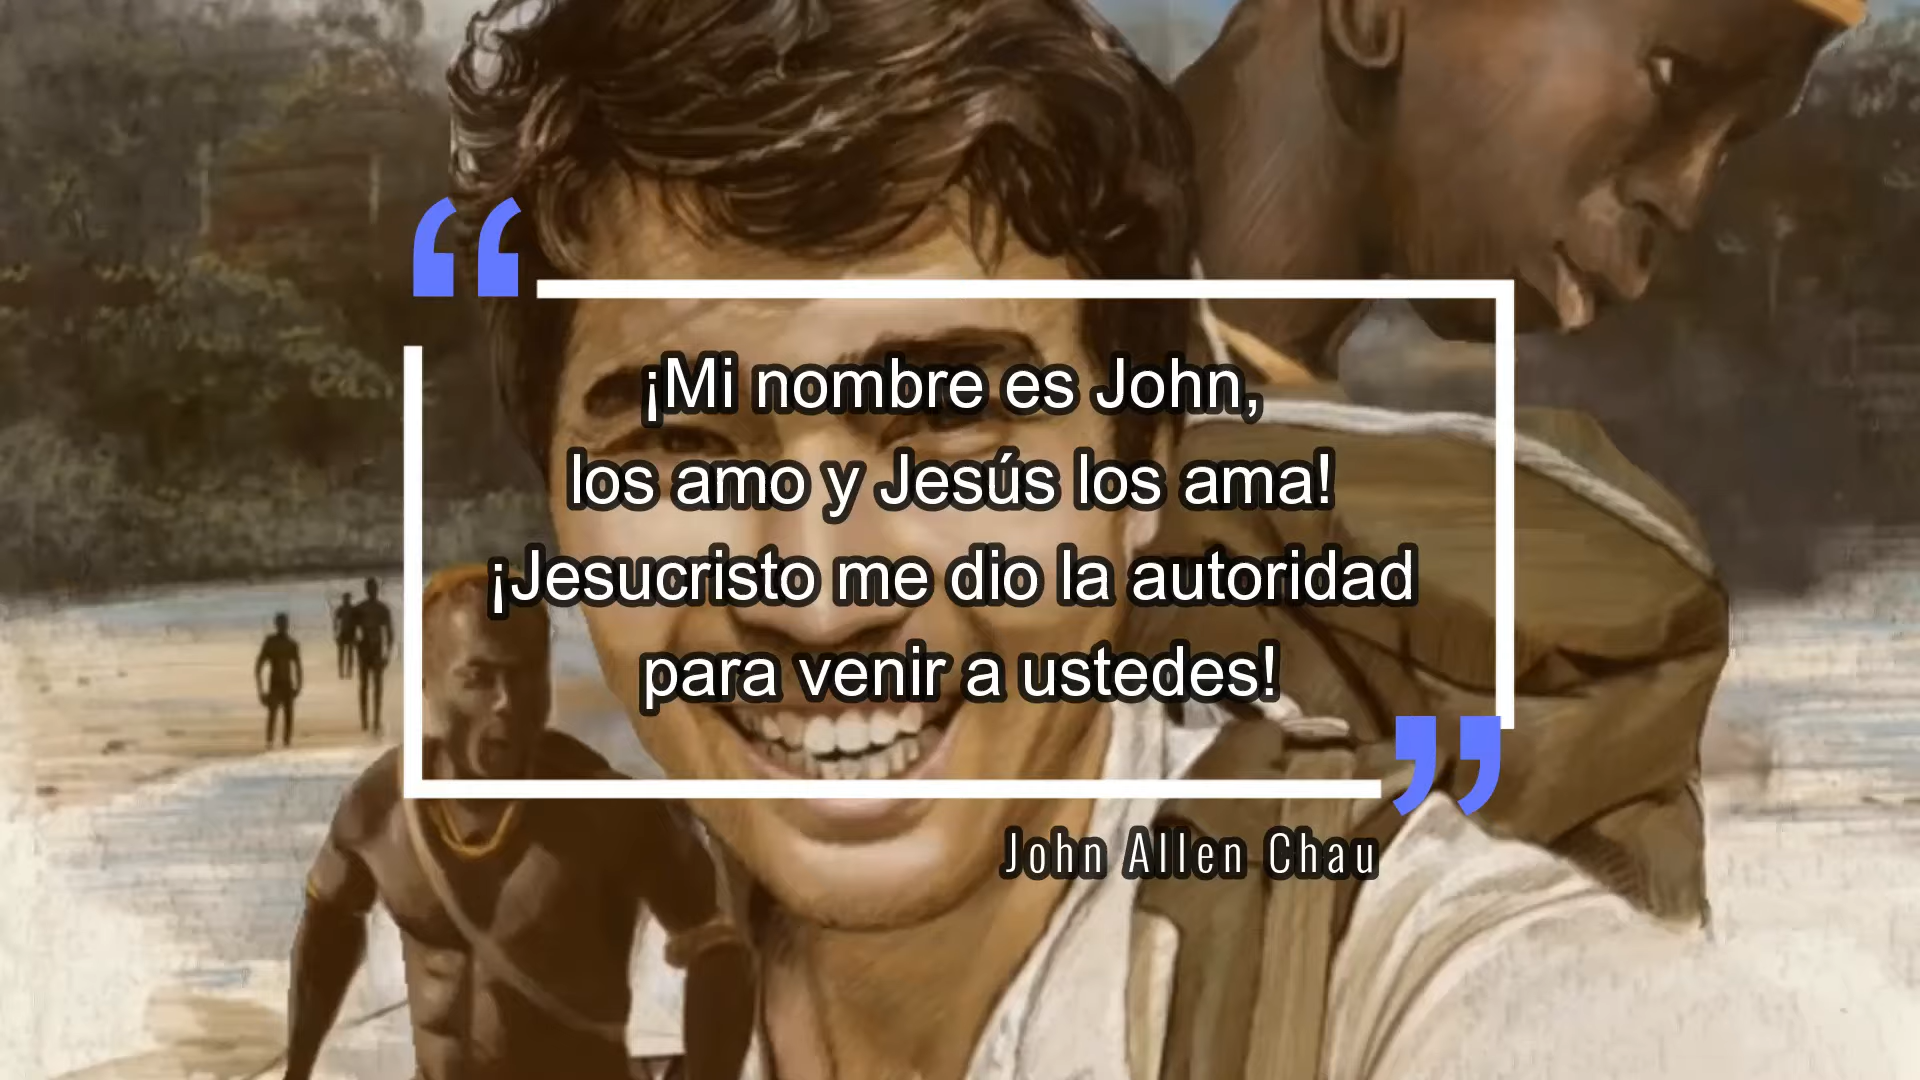 ¡Mi nombre es John,
los amo y Jesús los ama!
¡Jesucristo me dio la autoridad
para venir a ustedes!
John Allen Chau